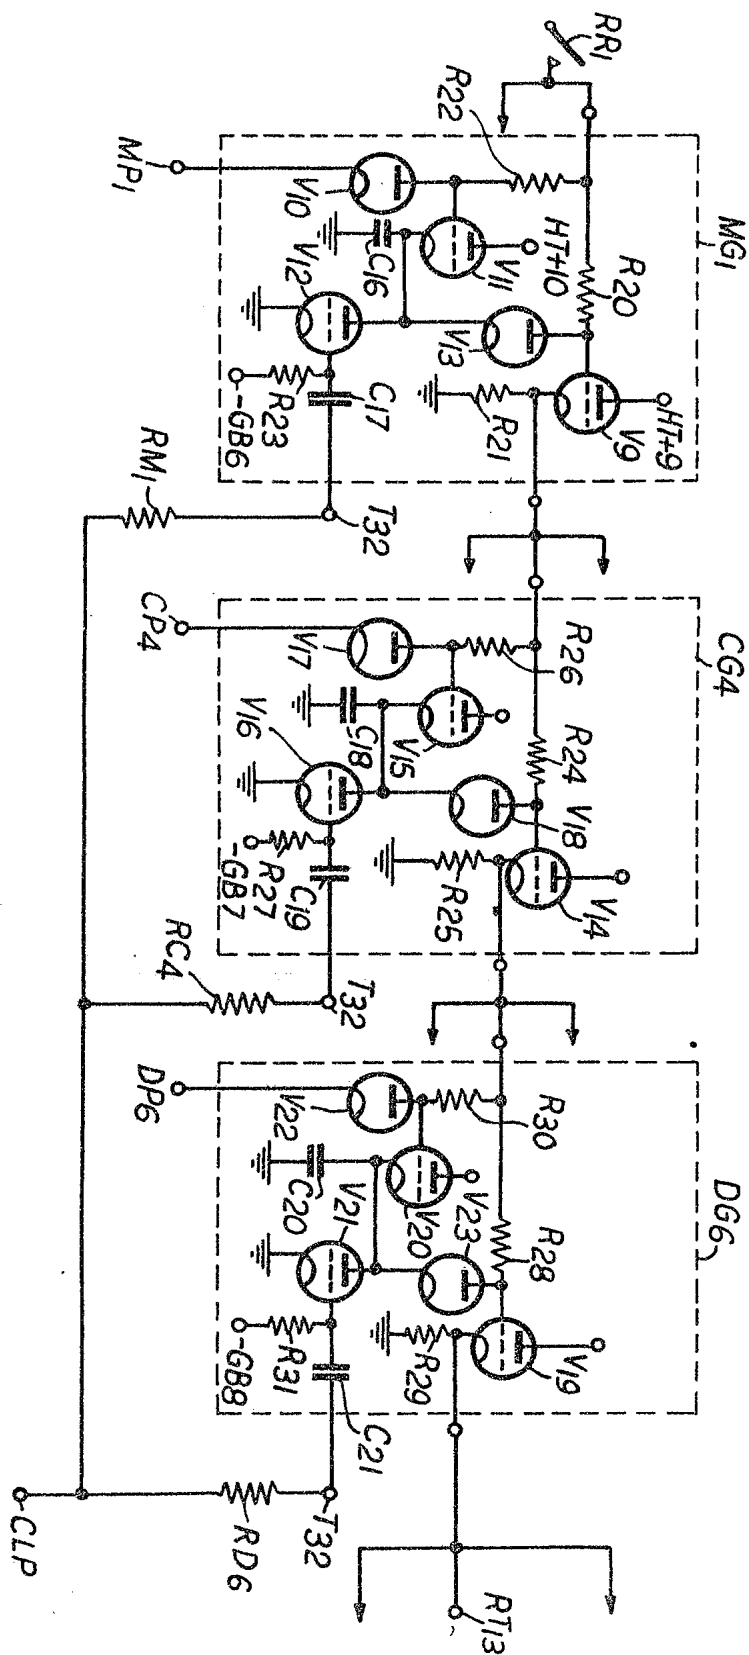 RR1
R22
MP1
V10
V11
HT+10
C16
V12
R20
MG1
V13
R21
V9
HT+9
C17
R23
-GB6
RM1
T32
CP4
V17
R26
CG4
V16
C18
V15
R24
V18
R25
V14
C19
R27
-GB7
RC4
T32
DP6
V22
R30
DG6
C20
V21
V20
V23
R28
V19
R29
R31
-GB8
C21
T32
RD6
CLP
RT13